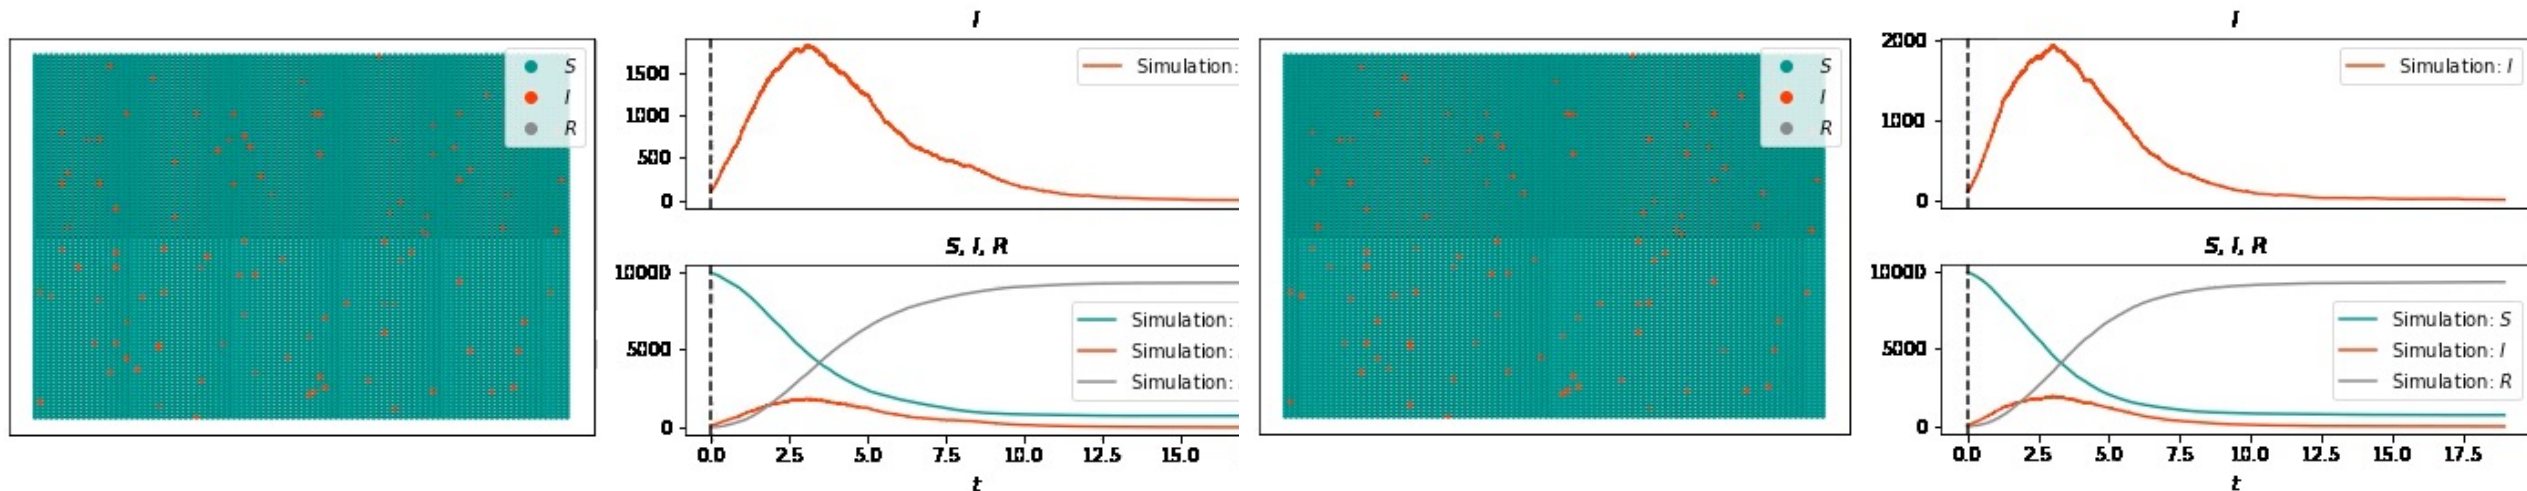 I
S
I
R
1500
1000
500
0
Simulation:
S, I, R
10000
5000
0
Simulation:
Simulation:
Simulation:
0.0 2.5 5.0 7.5 10.0 12.5 15.0
t
I
S
I
R
2000
1000
0
Simulation: I
S, I, R
10000
5000
0
Simulation: S
Simulation: I
Simulation: R
0.0 2.5 5.0 7.5 10.0 12.5 15.0 17.5
t